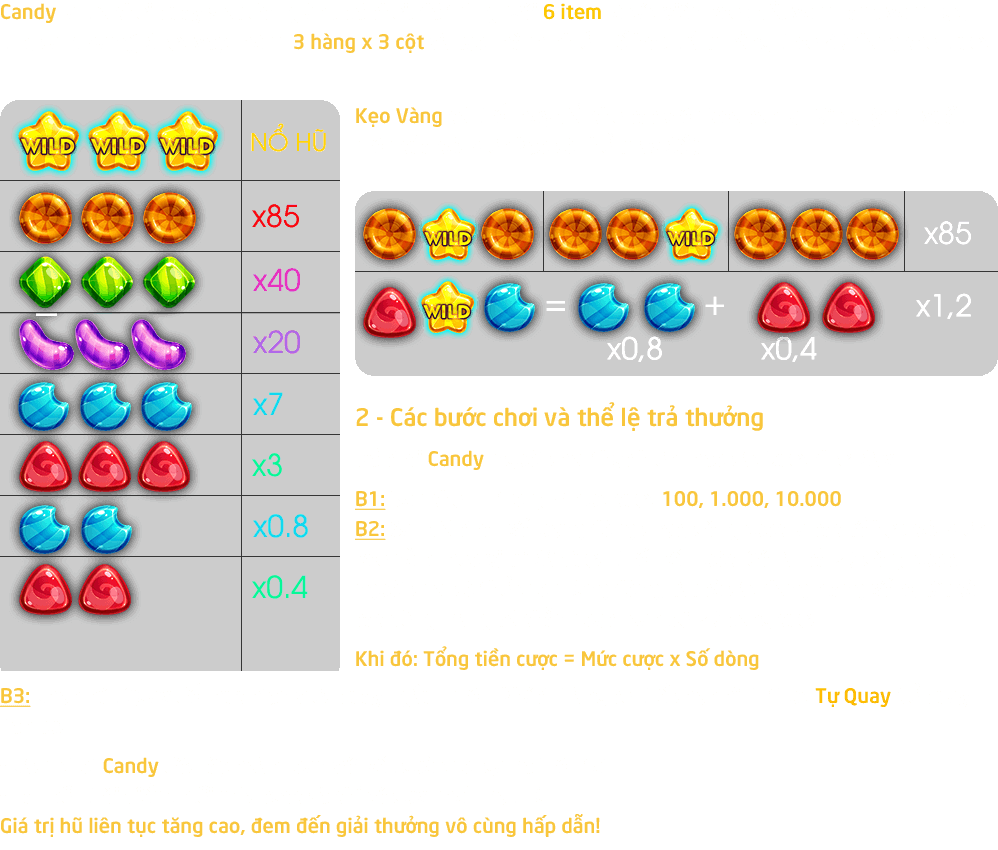 Candy 6 item
3 hàng x 3 cột
Kẹo Vàng
WILD WILD WILD NỔ HŨ
x85
x40
x20
x7
x3
x0.8
x0.4
WILD WILD x85
WILD = + x1,2
x0,8 x0,4
2 - Các bước chơi và thể lệ trả thưởng
Candy
B1: 100, 1.000, 10.000
B2:
Khi đó: Tổng tiền cược = Mức cược x Số dòng
B3: Tự Quay
Candy
Giá trị hũ liên tục tăng cao, đem đến giải thưởng vô cùng hấp dẫn!